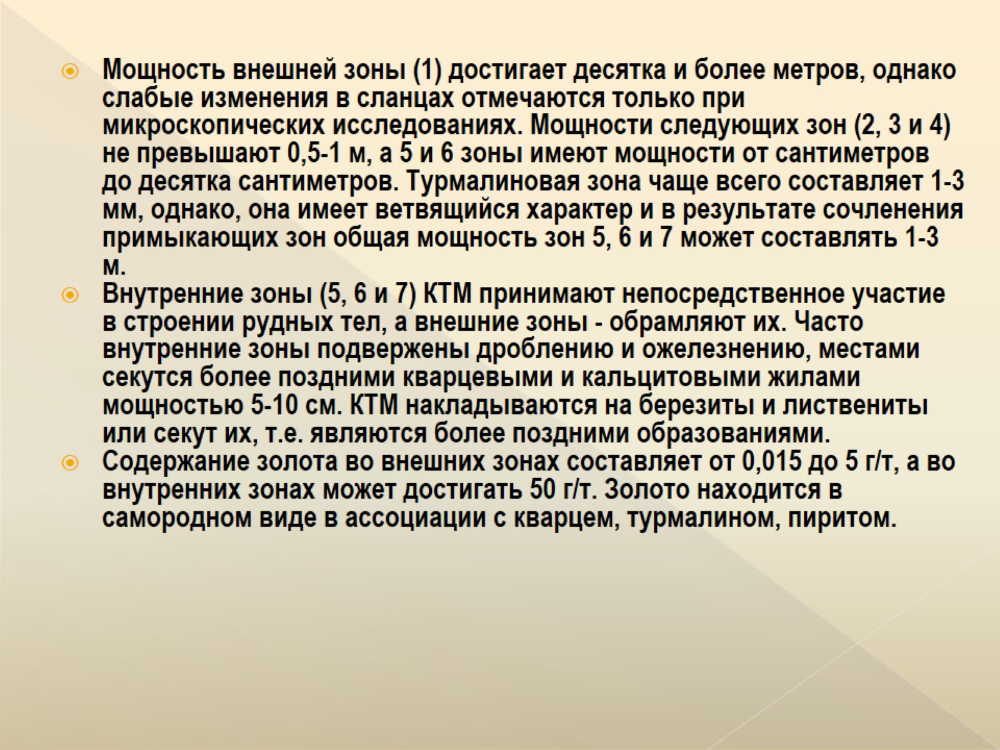 Мощность внешней зоны (1) достигает десятка и более метров, однако
слабые изменения в сланцах отмечаются только при
микроскопических исследованиях. Мощности следующих зон (2, 3 и 4)
не превышают 0,5-1 м, а 5 и 6 зоны имеют мощности от сантиметров
до десятка сантиметров. Турмалиновая зона чаще всего составляет 1-3
мм, однако, она имеет ветвящийся характер и в результате сочленения
примыкающих зон общая мощность зон 5, 6 и 7 может составлять 1-3
м.
Внутренние зоны (5, 6 и 7) КТМ принимают непосредственное участие
в строении рудных тел, а внешние зоны - обрамляют их. Часто
внутренние зоны подвержены дроблению и ожелезнению, местами
секутся более поздними кварцевыми и кальцитовыми жилами
мощностью 5-10 см. КТМ накладываются на березиты и листвениты
или секут их, т.е. являются более поздними образованиями.
Содержание золота во внешних зонах составляет от 0,015 до 5 г/т, а во
внутренних зонах может достигать 50 г/т. Золото находится в
самородном виде в ассоциации с кварцем, турмалином, пиритом.